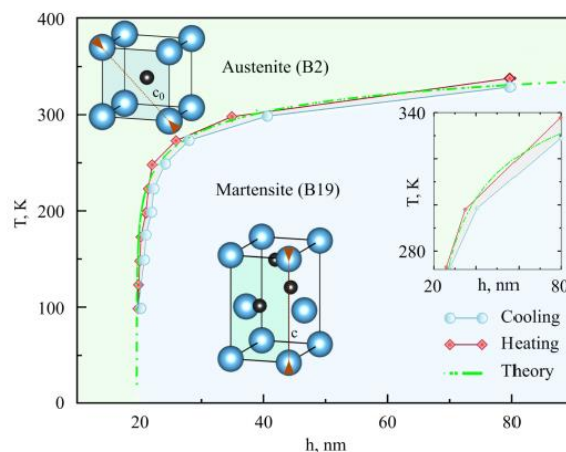 400
300
200
100
0
T, K
20
40
60
80
h, nm
Austenite (B2)
c₀
Martensite (B19)
c
340
280
T, K
20
80
h, nm
Cooling
Heating
Theory